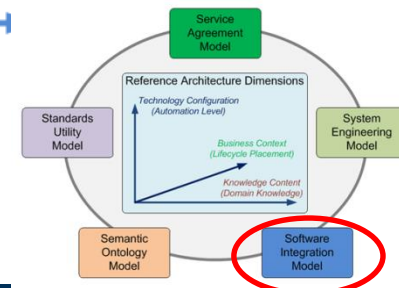 Service
Agreement
Model
Reference Architecture Dimensions
Technology Configuration
(Automation Level)
Standards
Utility
Model
System
Engineering
Model
Business Context
(Lifecycle Placement)
Knowledge Content
(Domain Knowledge)
Semantic
Ontology
Model
Software
Integration
Model